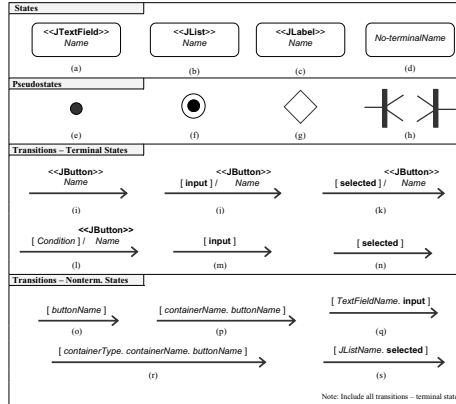 States
<<JTextField>> <<JList>> <<JLabel>>
Name Name Name No-terminalName
(a) (b) (c) (d)
Pseudostates
(e) (f) (g) (h)
Transitions – Terminal States
<<JButton>> <<JButton>> <<JButton>>
Name [ input ] / Name [ selected ] / Name
(i) (j) (k)
<<JButton>>
[ Condition ] / Name [ input ] [ selected ]
(l) (m) (n)
Transitions – Nonterm. States
[ buttonName ] [ containerName. buttonName ] [ TextFieldName. input ]
(o) (p) (q)
[ containerType. containerName. buttonName ] [ JListName. selected ]
(r) (s)
Note: Include all transitions – terminal state